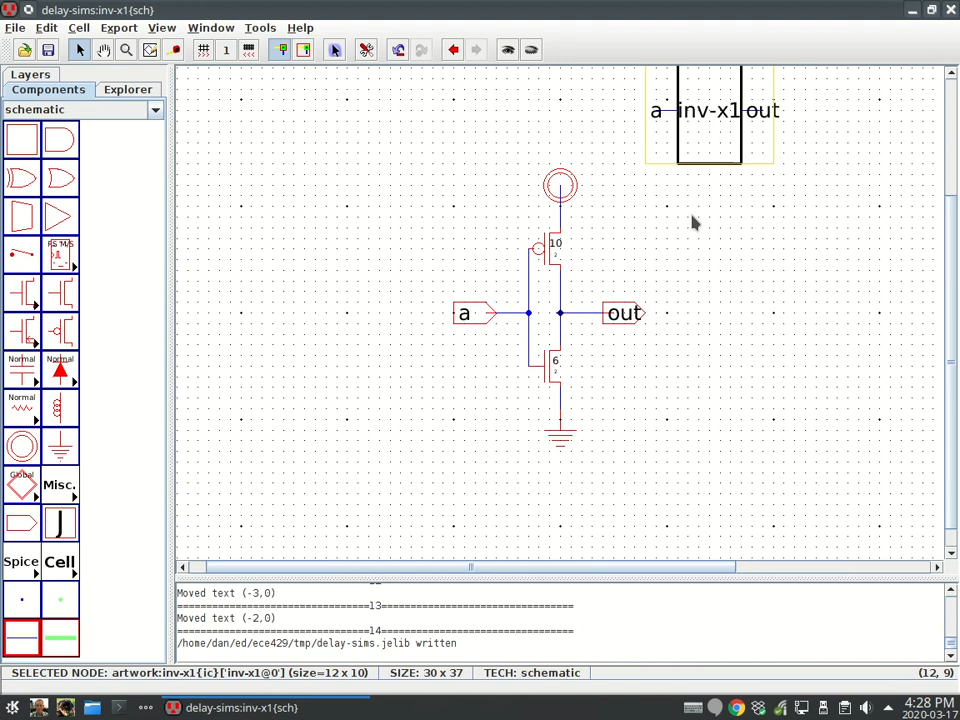 delay-sims:inv-x1{sch}
File Edit Cell Export View Window Tools Help
1
Layers
Components Explorer
schematic
RS M/S
Normal Normal
Normal
Global Misc.
J
Spice Cell
a inv-x1 out
10
2
a out
6
2
Moved text (-3,0)
================================13================================
Moved text (-2,0)
================================14================================
/home/dan/ed/ece429/tmp/delay-sims.jelib written
SELECTED NODE: artwork:inv-x1{ic}['inv-x1@0'] (size=12 x 10) SIZE: 30 x 37 TECH: schematic (12, 9)
delay-sims:inv-x1{sch} 4:28 PM
2020-03-17